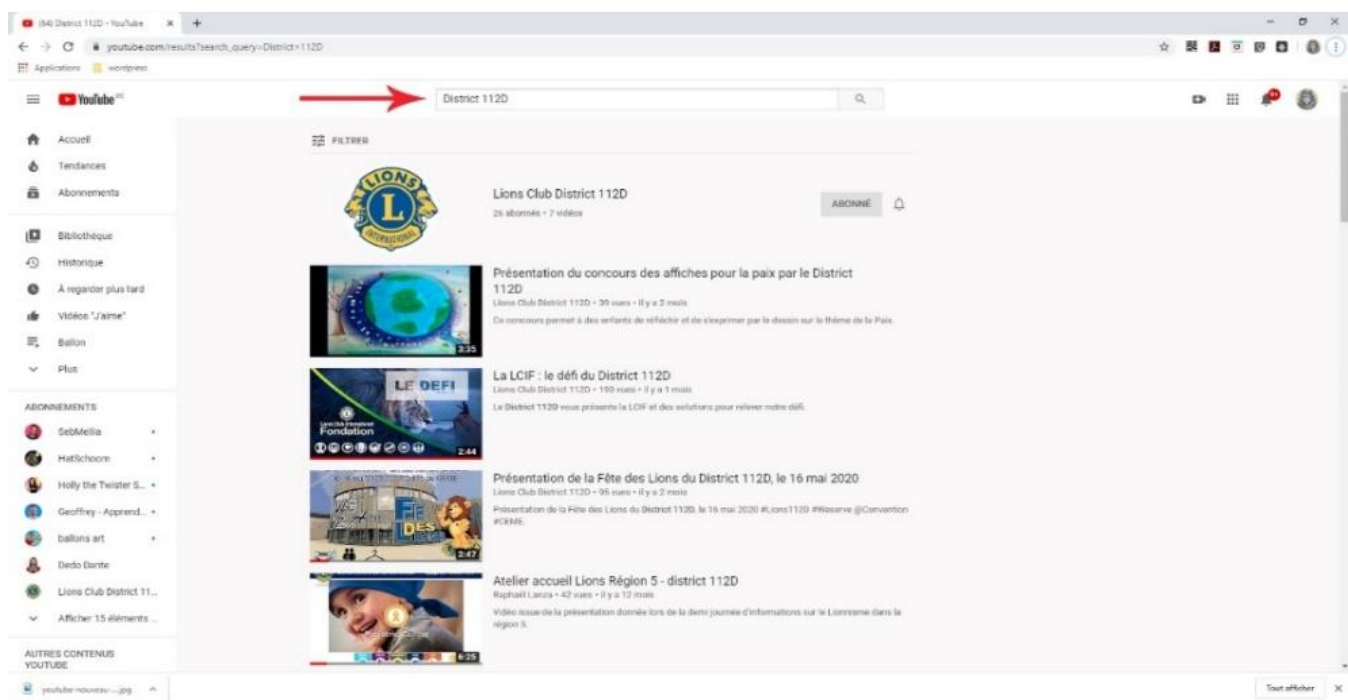 (64) District 112D - YouTube
youtube.com/results?search_query=District+112D
Applications
wordpress
YouTube
District 112D
Accueil
Tendances
Abonnements
Bibliothèque
Historique
À regarder plus tard
Vidéos "J'aime"
Ballon
Plus
ABONNEMENTS
SebMellia
HatSchoom
Holly the Twister S...
Geoffrey - Apprend...
ballons art
Dedo Dante
Lions Club District 11...
Afficher 15 éléments ...
AUTRES CONTENUS
YOUTUBE
FILTRER
LIONS
L
INTERNATIONAL
Lions Club District 112D
26 abonnés • 7 vidéos
ABONNÉ
Présentation du concours des affiches pour la paix par le District
112D
Lions Club District 112D • 39 vues • il y a 2 mois
Ce concours permet à des enfants de réfléchir et de s'exprimer par le dessin sur le thème de la Paix.
3:35
LE DEFI
Lions Club International
Fondation
2:44
La LCIF : le défi du District 112D
Lions Club District 112D • 190 vues • il y a 1 mois
Le District 112D vous présente la LCIF et des solutions pour relever notre défi.
DES
2:47
Présentation de la Fête des Lions du District 112D, le 16 mai 2020
Lions Club District 112D • 95 vues • il y a 2 mois
Présentation de la Fête des Lions du District 112D, le 16 mai 2020 #Lions112D #Weserve @Convention
#CEME.
6:25
Atelier accueil Lions Région 5 - district 112D
Raphaël Lanza • 42 vues • il y a 12 mois
Vidéo issue de la présentation donnée lors de la demi journée d'informations sur le Lionnisme dans la
région 5.
youtube-nouveau-....jpg
Tout afficher